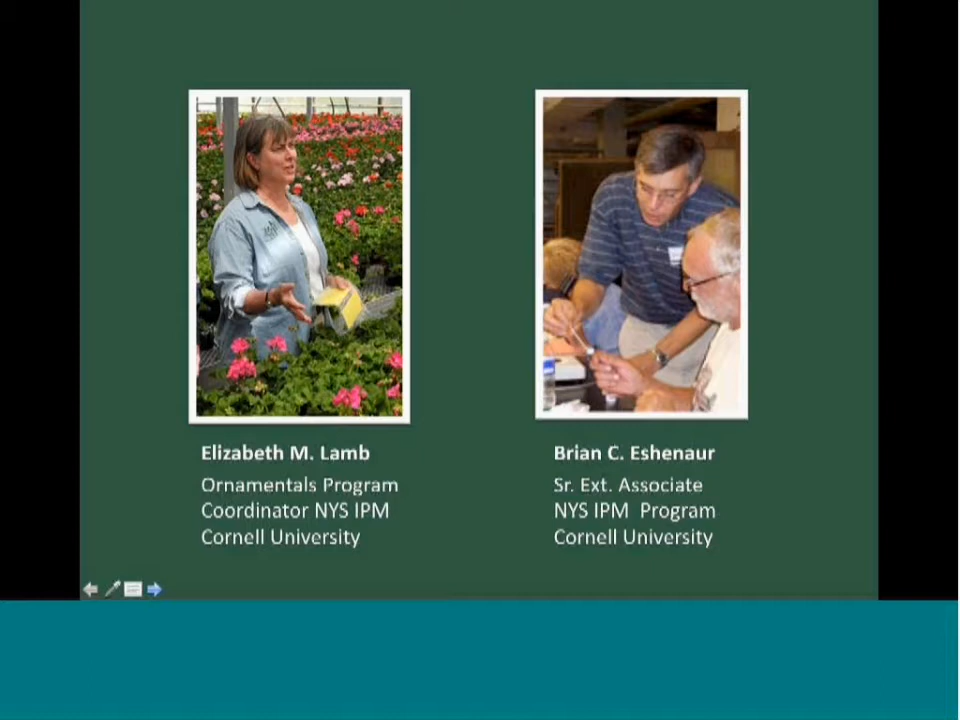 Elizabeth M. Lamb
Ornamentals Program
Coordinator NYS IPM
Cornell University
Brian C. Eshenaur
Sr. Ext. Associate
NYS IPM Program
Cornell University